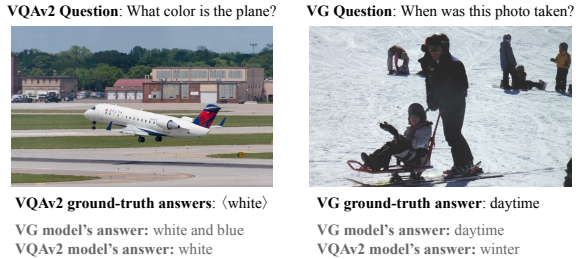 VQAv2 Question: What color is the plane?
VQAv2 ground-truth answers: ⟨white⟩
VG model's answer: white and blue
VQAv2 model's answer: white
VG Question: When was this photo taken?
VG ground-truth answer: daytime
VG model's answer: daytime
VQAv2 model's answer: winter